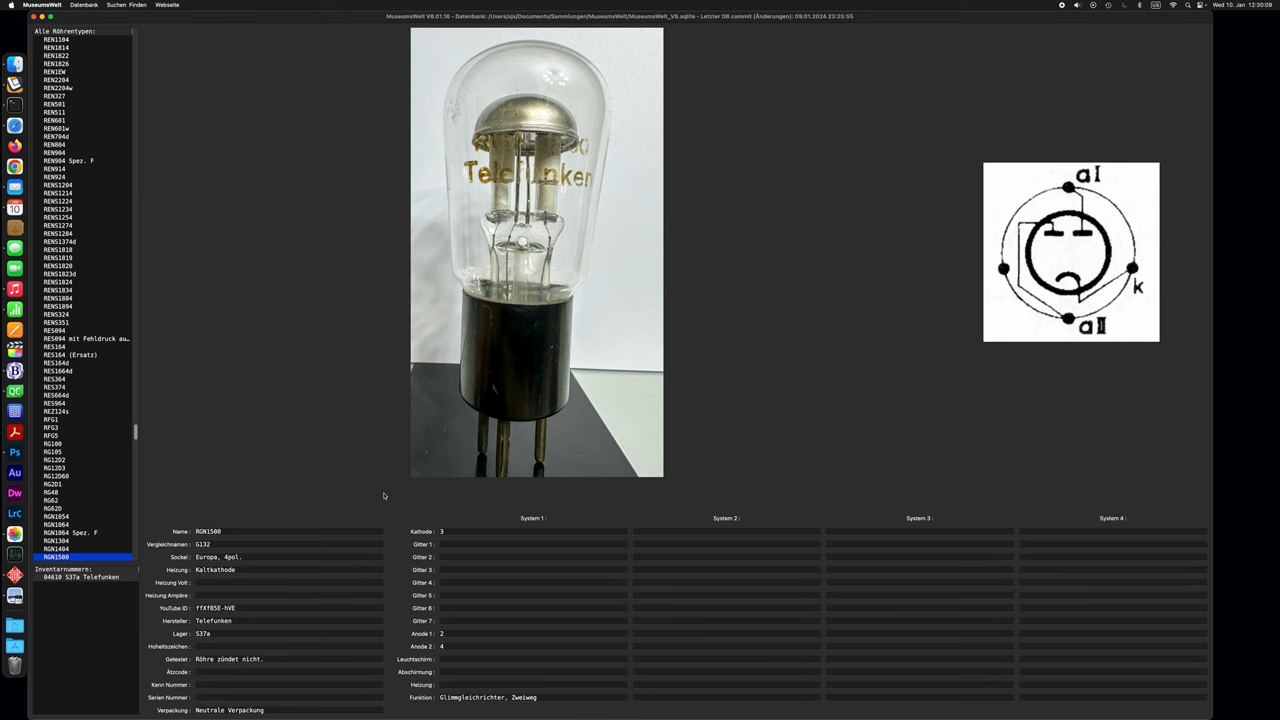 MuseumsWelt Datenbank Suchen Finden Webseite
Wed 10. Jan 12:30:09
MuseumsWelt V6.01.16 - Datenbank: /Users/sjs/Documents/Sammlungen/MuseumsWelt/MuseumsWelt_V6.sqlite - Letzter DB commit (Änderungen): 09.01.2024 23:25:55
Alle Röhrentypen:
REN1104
REN1814
REN1822
REN1826
REN1EW
REN2204
REN2204w
REN327
REN501
REN511
REN601
REN601w
REN704d
REN804
REN904
REN904 Spez. F
REN914
REN924
RENS1204
RENS1214
RENS1224
RENS1234
RENS1254
RENS1274
RENS1284
RENS1374d
RENS1818
RENS1819
RENS1820
RENS1823d
RENS1824
RENS1834
RENS1884
RENS1894
RENS324
RENS351
RES094
RES094 mit Fehldruck au…
RES164
RES164 (Ersatz)
RES164d
RES1664d
RES364
RES374
RES664d
RES964
REZ124s
RFG1
RFG3
RFG5
RG100
RG105
RG12D2
RG12D3
RG12D60
RG2D1
RG48
RG62
RG62D
RGN1054
RGN1064
RGN1064 Spez. F
RGN1304
RGN1404
RGN1500
Inventarnummern:
04610 S37a Telefunken
Telefunken
aI
k
aII
System 1 : System 2 : System 3 : System 4 :
Name : RGN1500
Vergleichnamen : G132
Sockel : Europa, 4pol.
Heizung : Kaltkathode
Heizung Volt :
Heizung Ampère :
YouTube ID : ffXfB5E-hVE
Hersteller : Telefunken
Lager : S37a
Hoheitszeichen :
Getestet : Röhre zündet nicht.
Ätzcode :
Kenn Nummer :
Serien Nummer :
Verpackung : Neutrale Verpackung
Kathode : 3
Gitter 1 :
Gitter 2 :
Gitter 3 :
Gitter 4 :
Gitter 5 :
Gitter 6 :
Gitter 7 :
Anode 1 : 2
Anode 2 : 4
Leuchtschirm :
Abschirmung :
Heizung :
Funktion : Glimmgleichrichter, Zweiweg